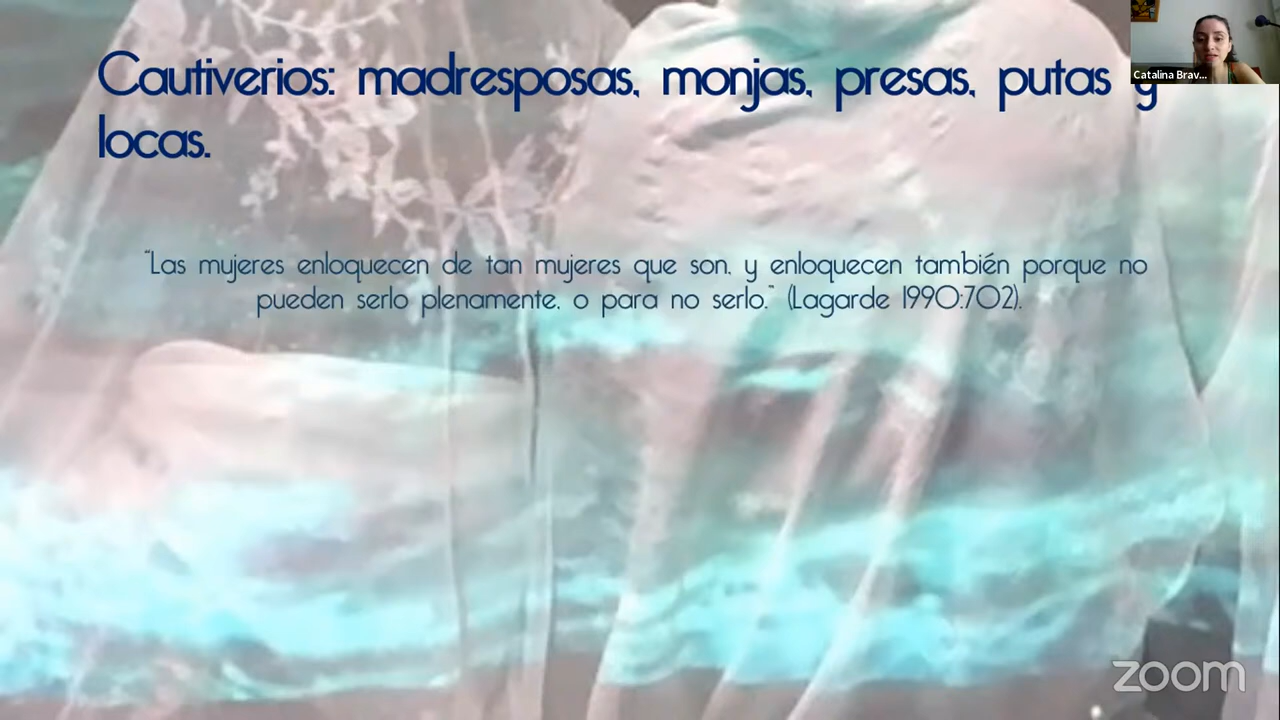 Cautiverios: madresposas, monjas, presas, putas y
locas.
Catalina Brav...
"Las mujeres enloquecen de tan mujeres que son, y enloquecen también porque no
pueden serlo plenamente, o para no serlo." (Lagarde 1990:702).
zoom